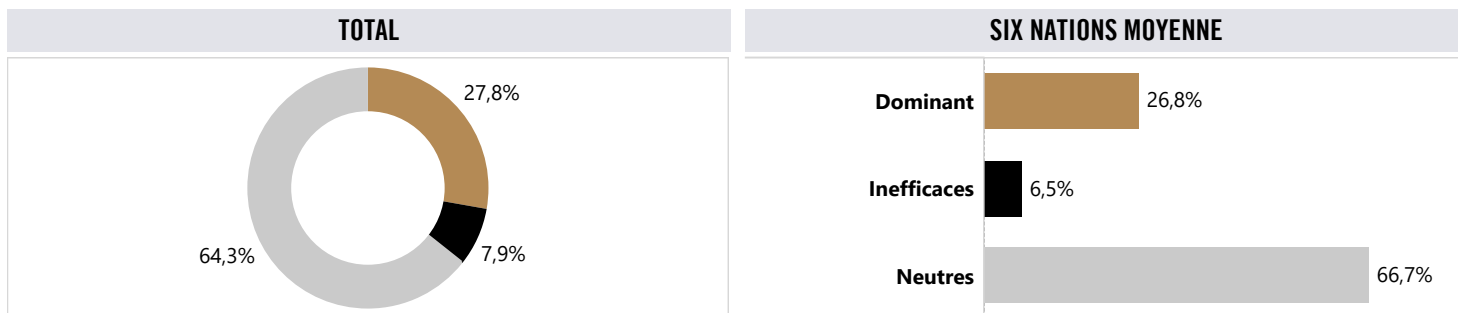 TOTAL
27,8%
7,9%
64,3%
SIX NATIONS MOYENNE
Dominant 26,8%
Inefficaces 6,5%
Neutres 66,7%